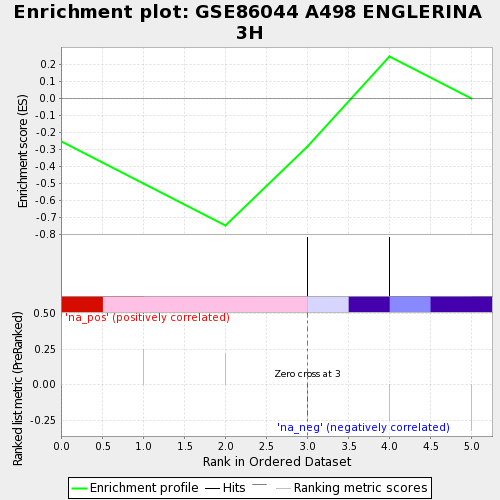 Enrichment plot: GSE86044 A498 ENGLERINA
3H
Enrichment score (ES)
0.2
0.1
0.0
-0.1
-0.2
-0.3
-0.4
-0.5
-0.6
-0.7
-0.8
Ranked list metric (PreRanked)
0.50
0.25
0.00
-0.25
'na_pos' (positively correlated)
Zero cross at 3
'na_neg' (negatively correlated)
0.0 0.5 1.0 1.5 2.0 2.5 3.0 3.5 4.0 4.5 5.0
Rank in Ordered Dataset
Enrichment profile Hits Ranking metric scores